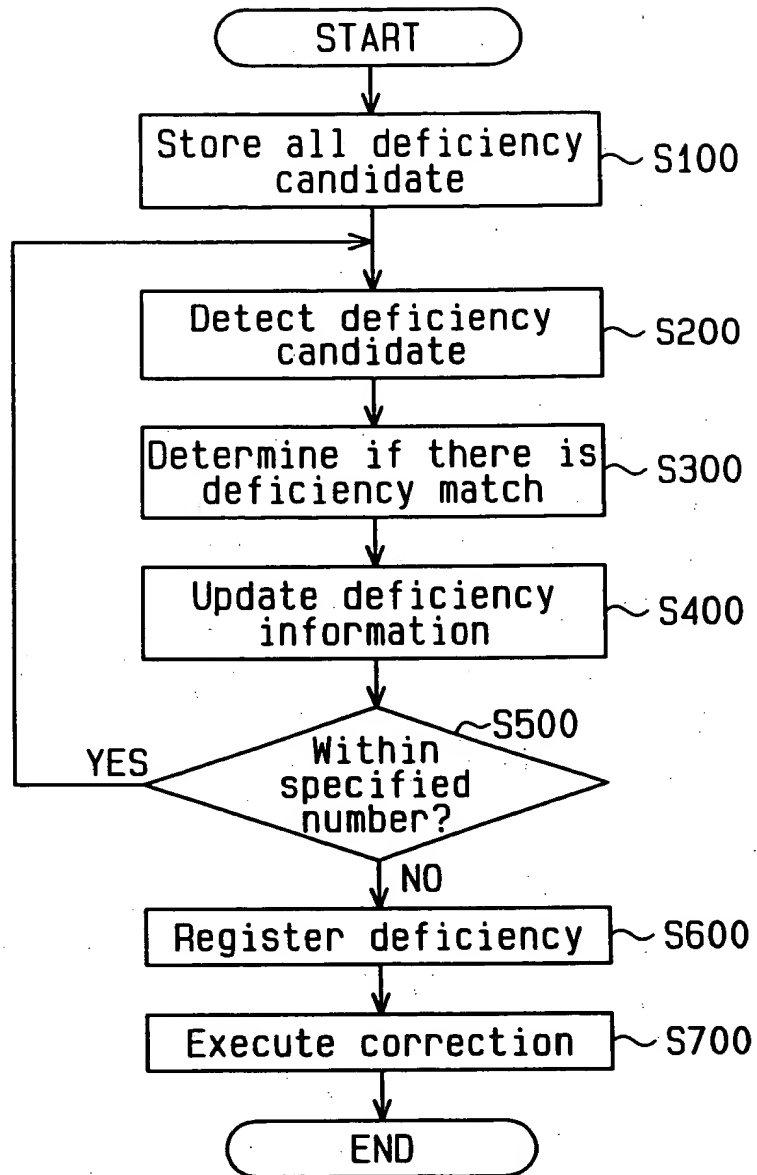 START
Store all deficiency
candidate
S100
Detect deficiency
candidate
S200
Determine if there is
deficiency match
S300
Update deficiency
information
S400
S500
Within
specified
number?
YES
NO
Register deficiency
S600
Execute correction
S700
END